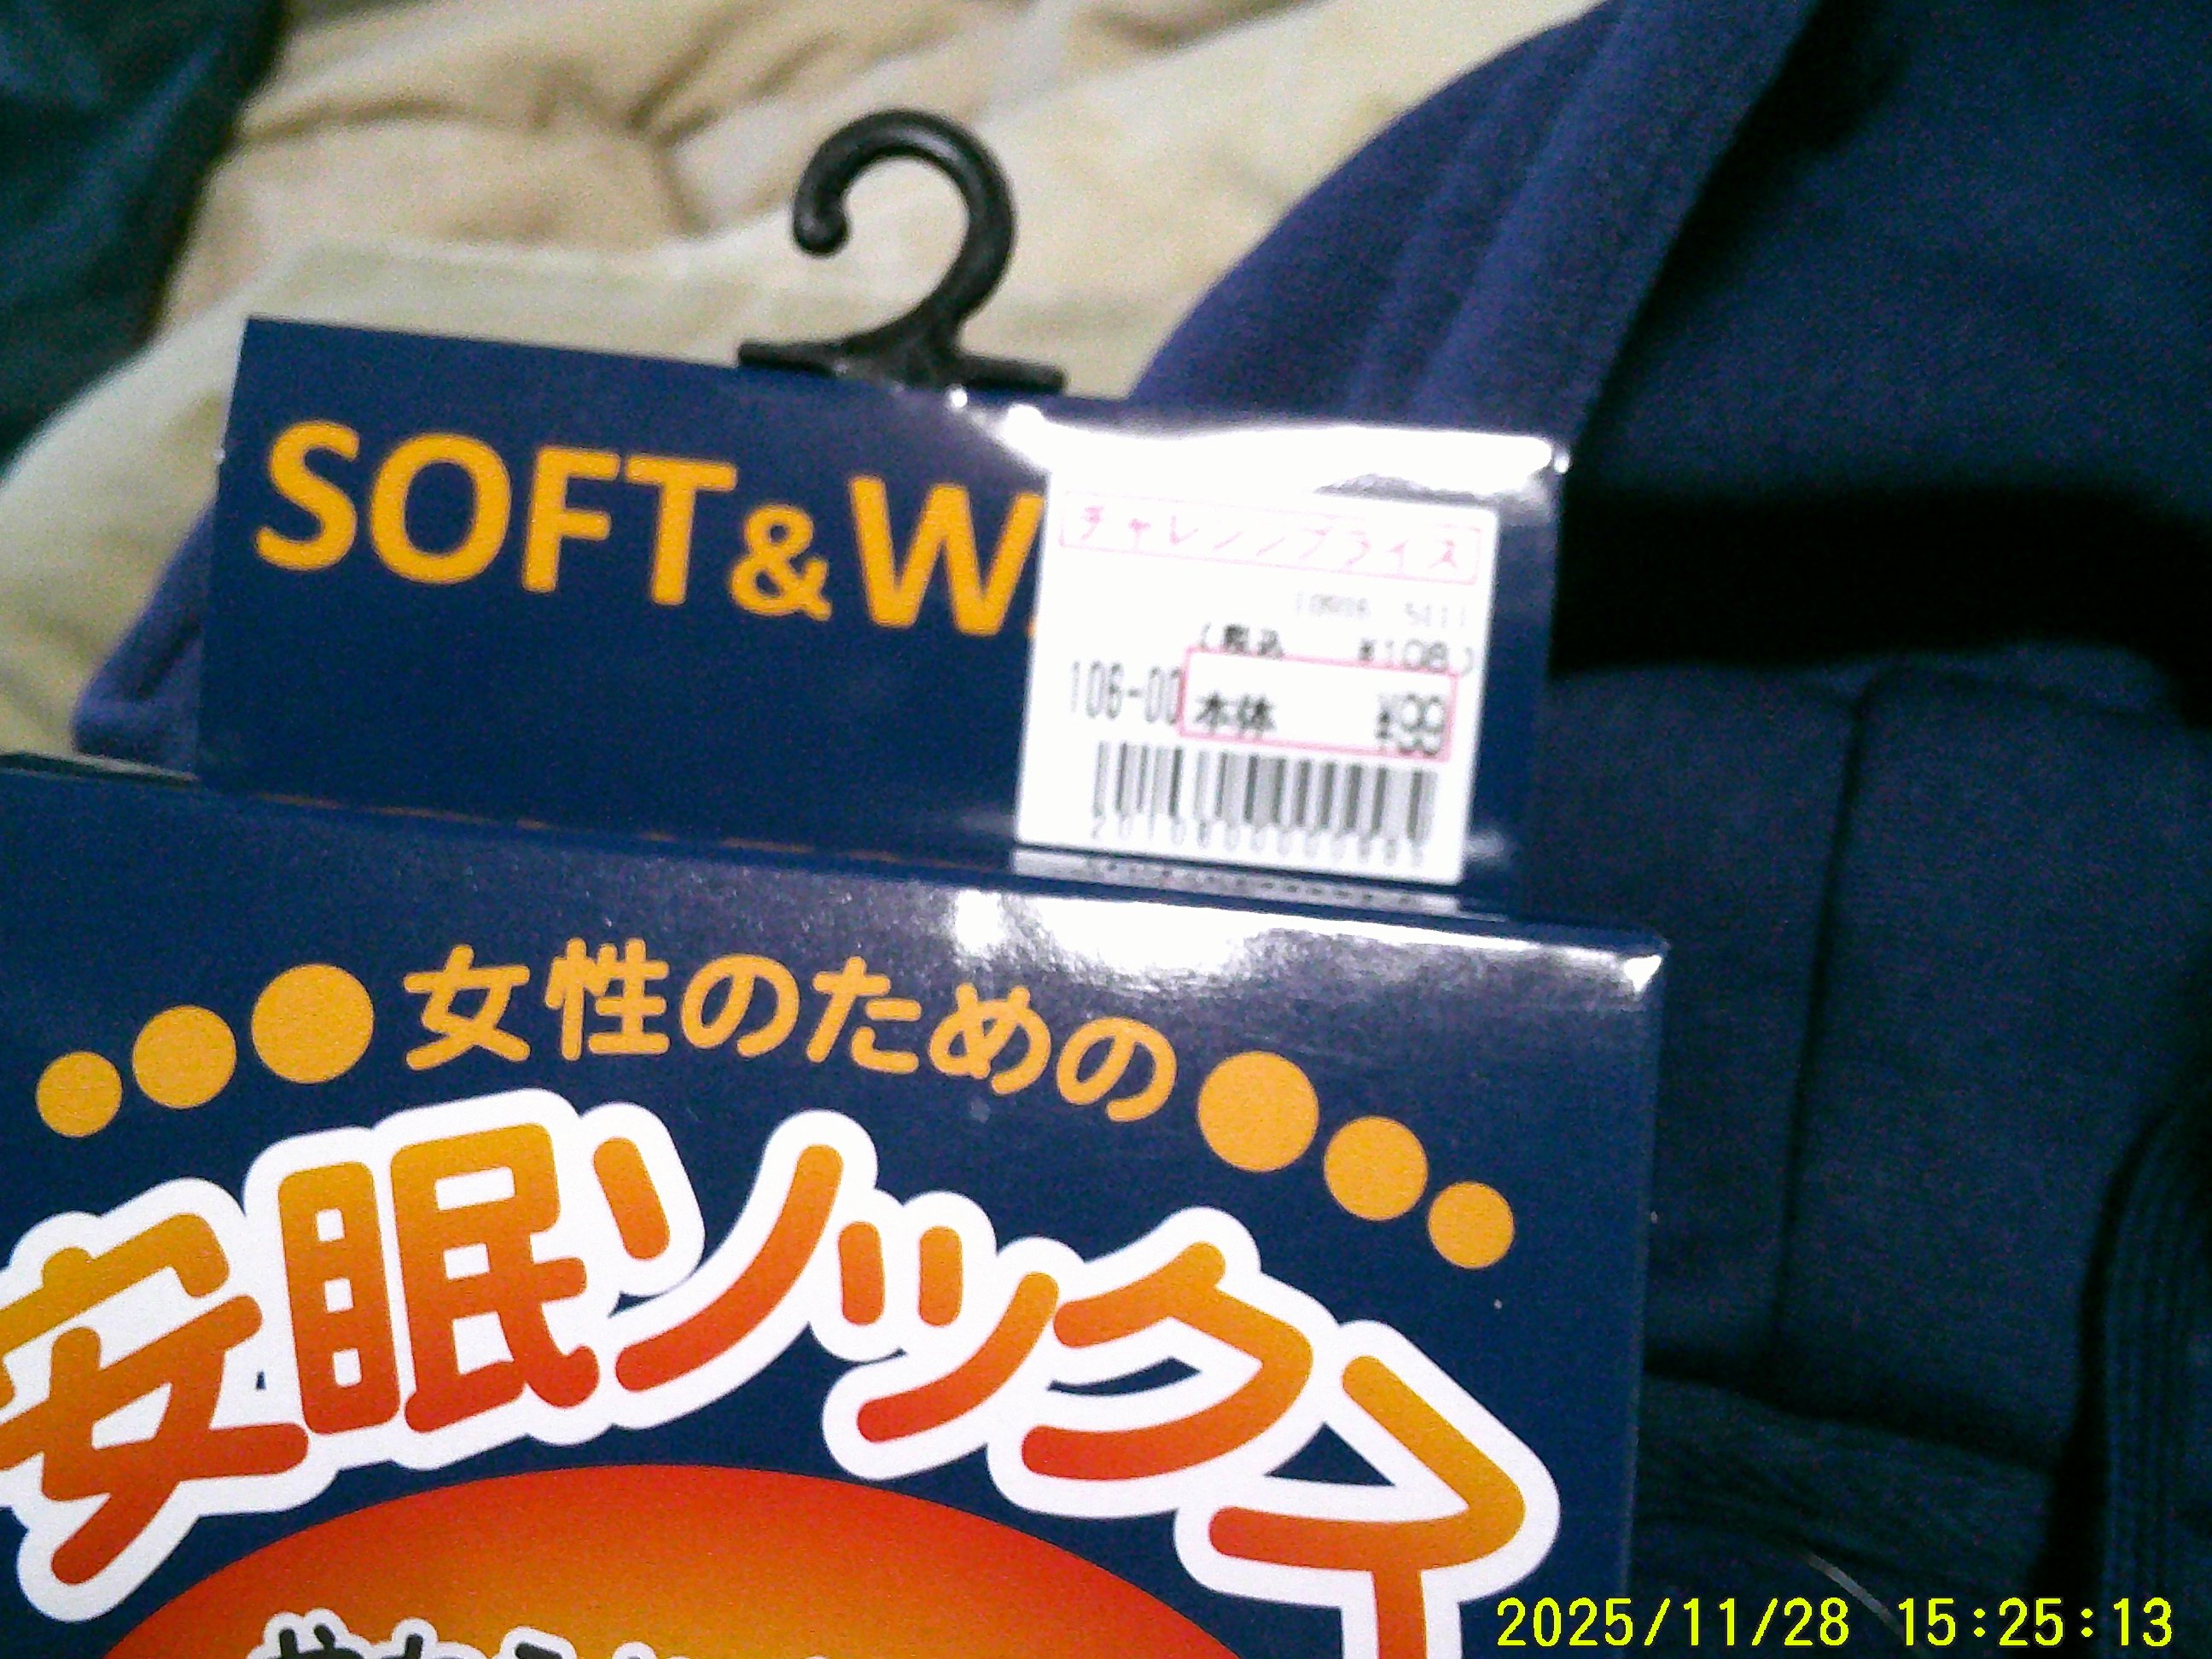 SOFT&W
チャレンジプライス
(税込 ¥108)
106-00
本体 ¥99
女性のための
安眠ソックス
2025/11/28 15:25:13